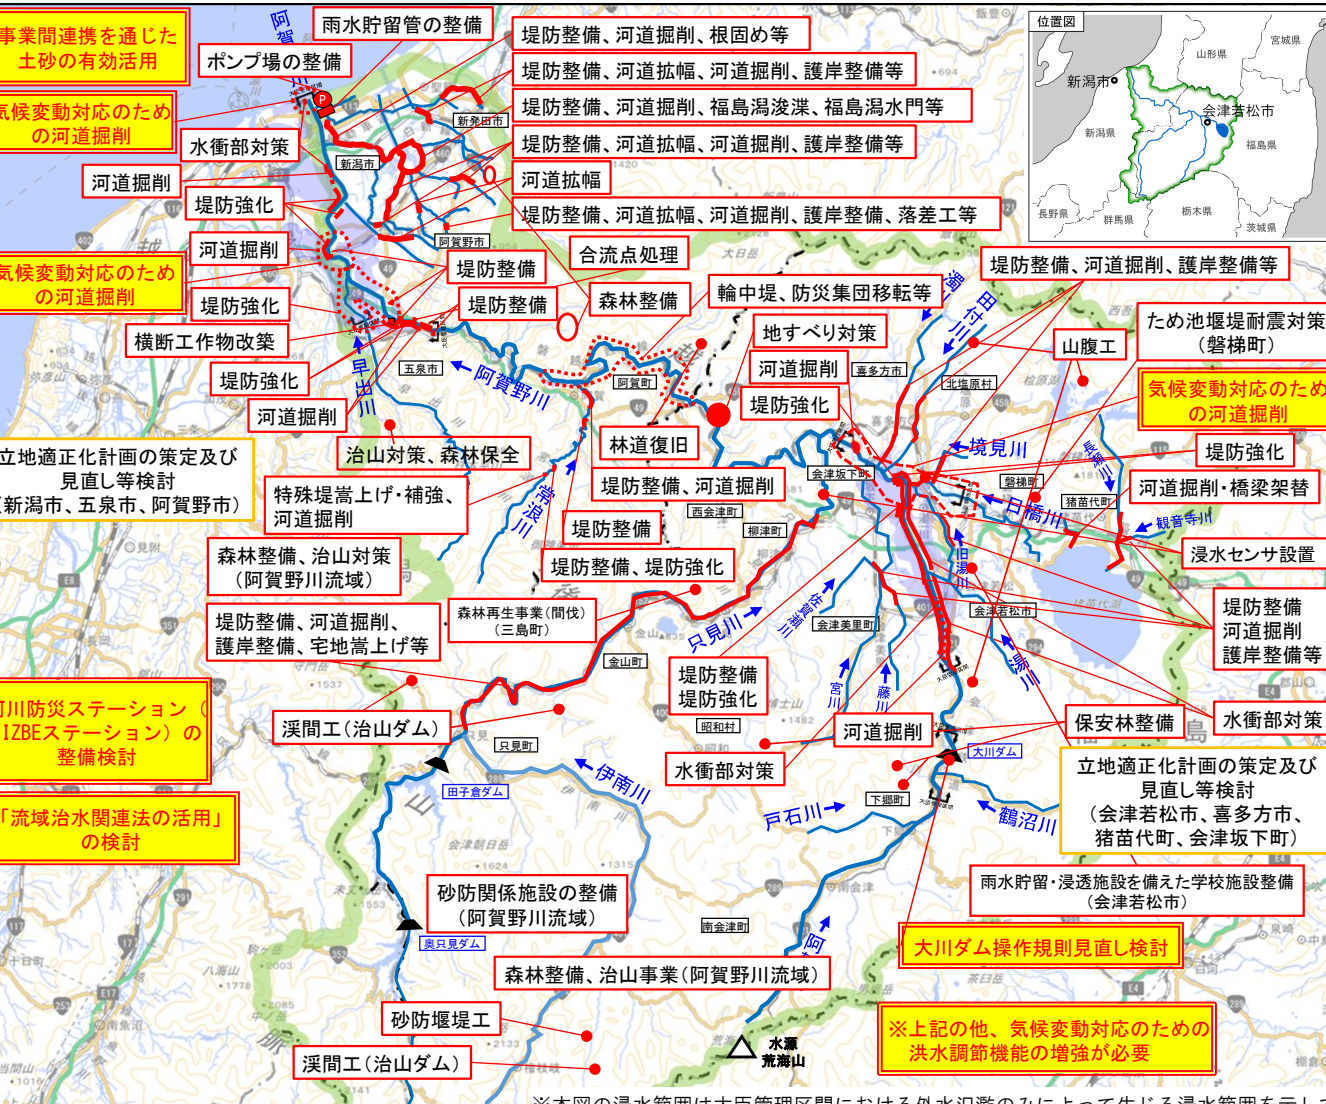 事業間連携を通じた
土砂の有効活用
雨水貯留管の整備
ポンプ場の整備
堤防整備、河道掘削、根固め等
堤防整備、河道拡幅、河道掘削、護岸整備等
堤防整備、河道掘削、福島潟浚渫、福島潟水門等
堤防整備、河道拡幅、河道掘削、護岸整備等
河道拡幅
堤防整備、河道拡幅、河道掘削、護岸整備、落差工等
位置図
新潟市
会津若松市
山形県
宮城県
新潟県
福島県
長野県
群馬県
栃木県
茨城県
気候変動対応のため
の河道掘削
水衝部対策
河道掘削
堤防強化
河道掘削
新発田市
新潟市
阿賀野市
気候変動対応のため
の河道掘削
堤防強化
横断工作物改築
堤防強化
河道掘削
堤防整備
堤防整備
合流点処理
森林整備
輪中堤、防災集団移転等
地すべり対策
河道掘削
堤防強化
堤防整備、河道掘削、護岸整備等
ため池堰堤耐震対策
(磐梯町)
山腹工
気候変動対応のため
の河道掘削
堤防強化
河道掘削・橋梁架替
浸水センサ設置
堤防整備
河道掘削
護岸整備等
水衝部対策
保安林整備
五泉市
阿賀町
喜多方市
北塩原村
会津坂下町
磐梯町
猪苗代町
西会津町
柳津町
会津若松市
会津美里町
金山町
昭和村
只見町
下郷町
南会津町
阿賀野川
早出川
常浪川
田付川
境見川
日橋川
観音寺川
旧湯川
湯川
只見川
佐賀瀬川
宮川
藤川
伊南川
戸石川
鶴沼川
立地適正化計画の策定及び
見直し等検討
(新潟市、五泉市、阿賀野市)
治山対策、森林保全
特殊堤嵩上げ・補強、
河道掘削
林道復旧
堤防整備、河道掘削
堤防整備
堤防整備、堤防強化
森林整備、治山対策
(阿賀野川流域)
堤防整備、河道掘削、
護岸整備、宅地嵩上げ等
森林再生事業(間伐)
(三島町)
堤防整備
堤防強化
河道掘削
水衝部対策
渓間工(治山ダム)
河川防災ステーション(
IZBEステーション)の
整備検討
「流域治水関連法の活用」
の検討
田子倉ダム
大川ダム
奥只見ダム
立地適正化計画の策定及び
見直し等検討
(会津若松市、喜多方市、
猪苗代町、会津坂下町)
雨水貯留・浸透施設を備えた学校施設整備
(会津若松市)
砂防関係施設の整備
(阿賀野川流域)
大川ダム操作規則見直し検討
森林整備、治山事業(阿賀野川流域)
砂防堰堤工
渓間工(治山ダム)
水源
荒海山
※上記の他、気候変動対応のための
洪水調節機能の増強が必要